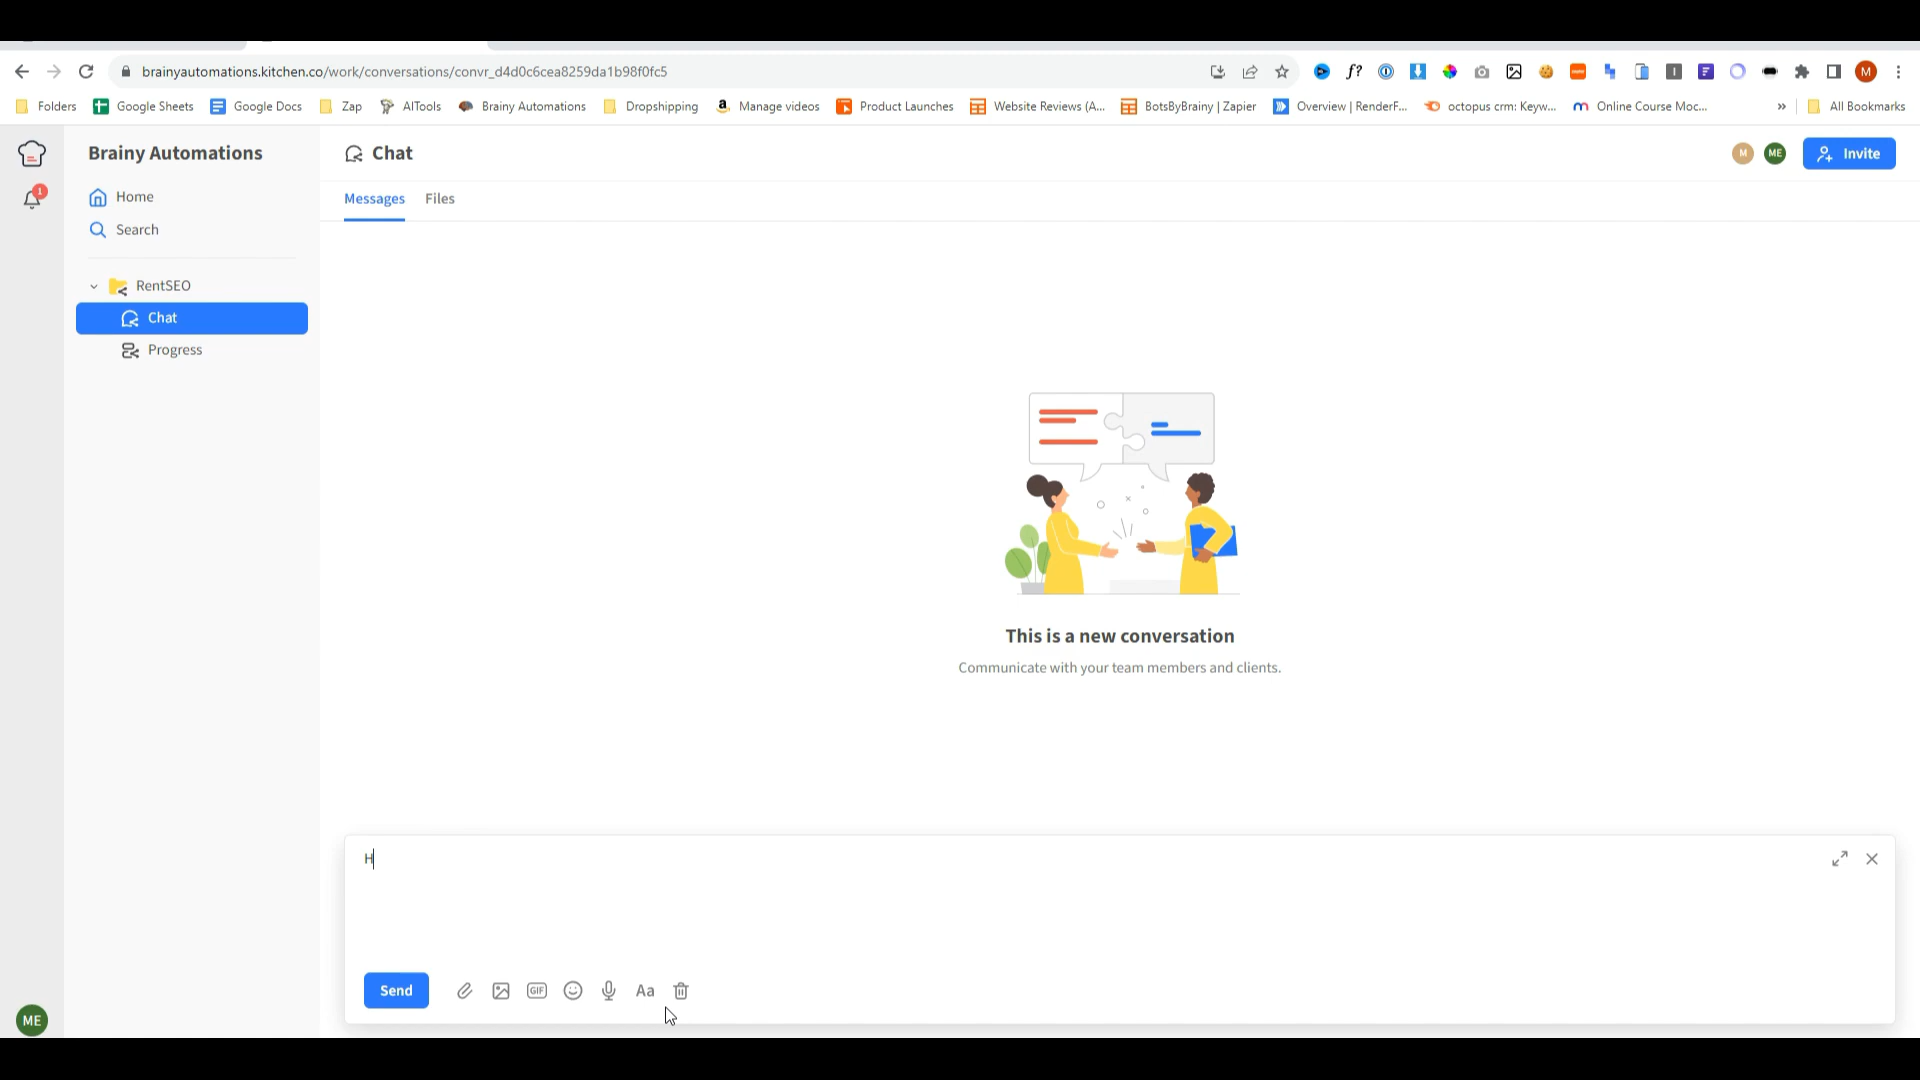 brainyautomations.kitchen.co/work/conversations/convr_d4d0c6cea8259da1b98f0fc5
M
Folders Google Sheets Google Docs Zap AITools Brainy Automations Dropshipping Manage videos Product Launches Website Reviews (A... BotsByBrainy | Zapier Overview | RenderF... octopus crm: Keyw... Online Course Moc... » All Bookmarks
Brainy Automations
Chat
M ME Invite
1
Home
Search
Messages Files
RentSEO
Chat
Progress
This is a new conversation
Communicate with your team members and clients.
H
Send GIF Aa
ME